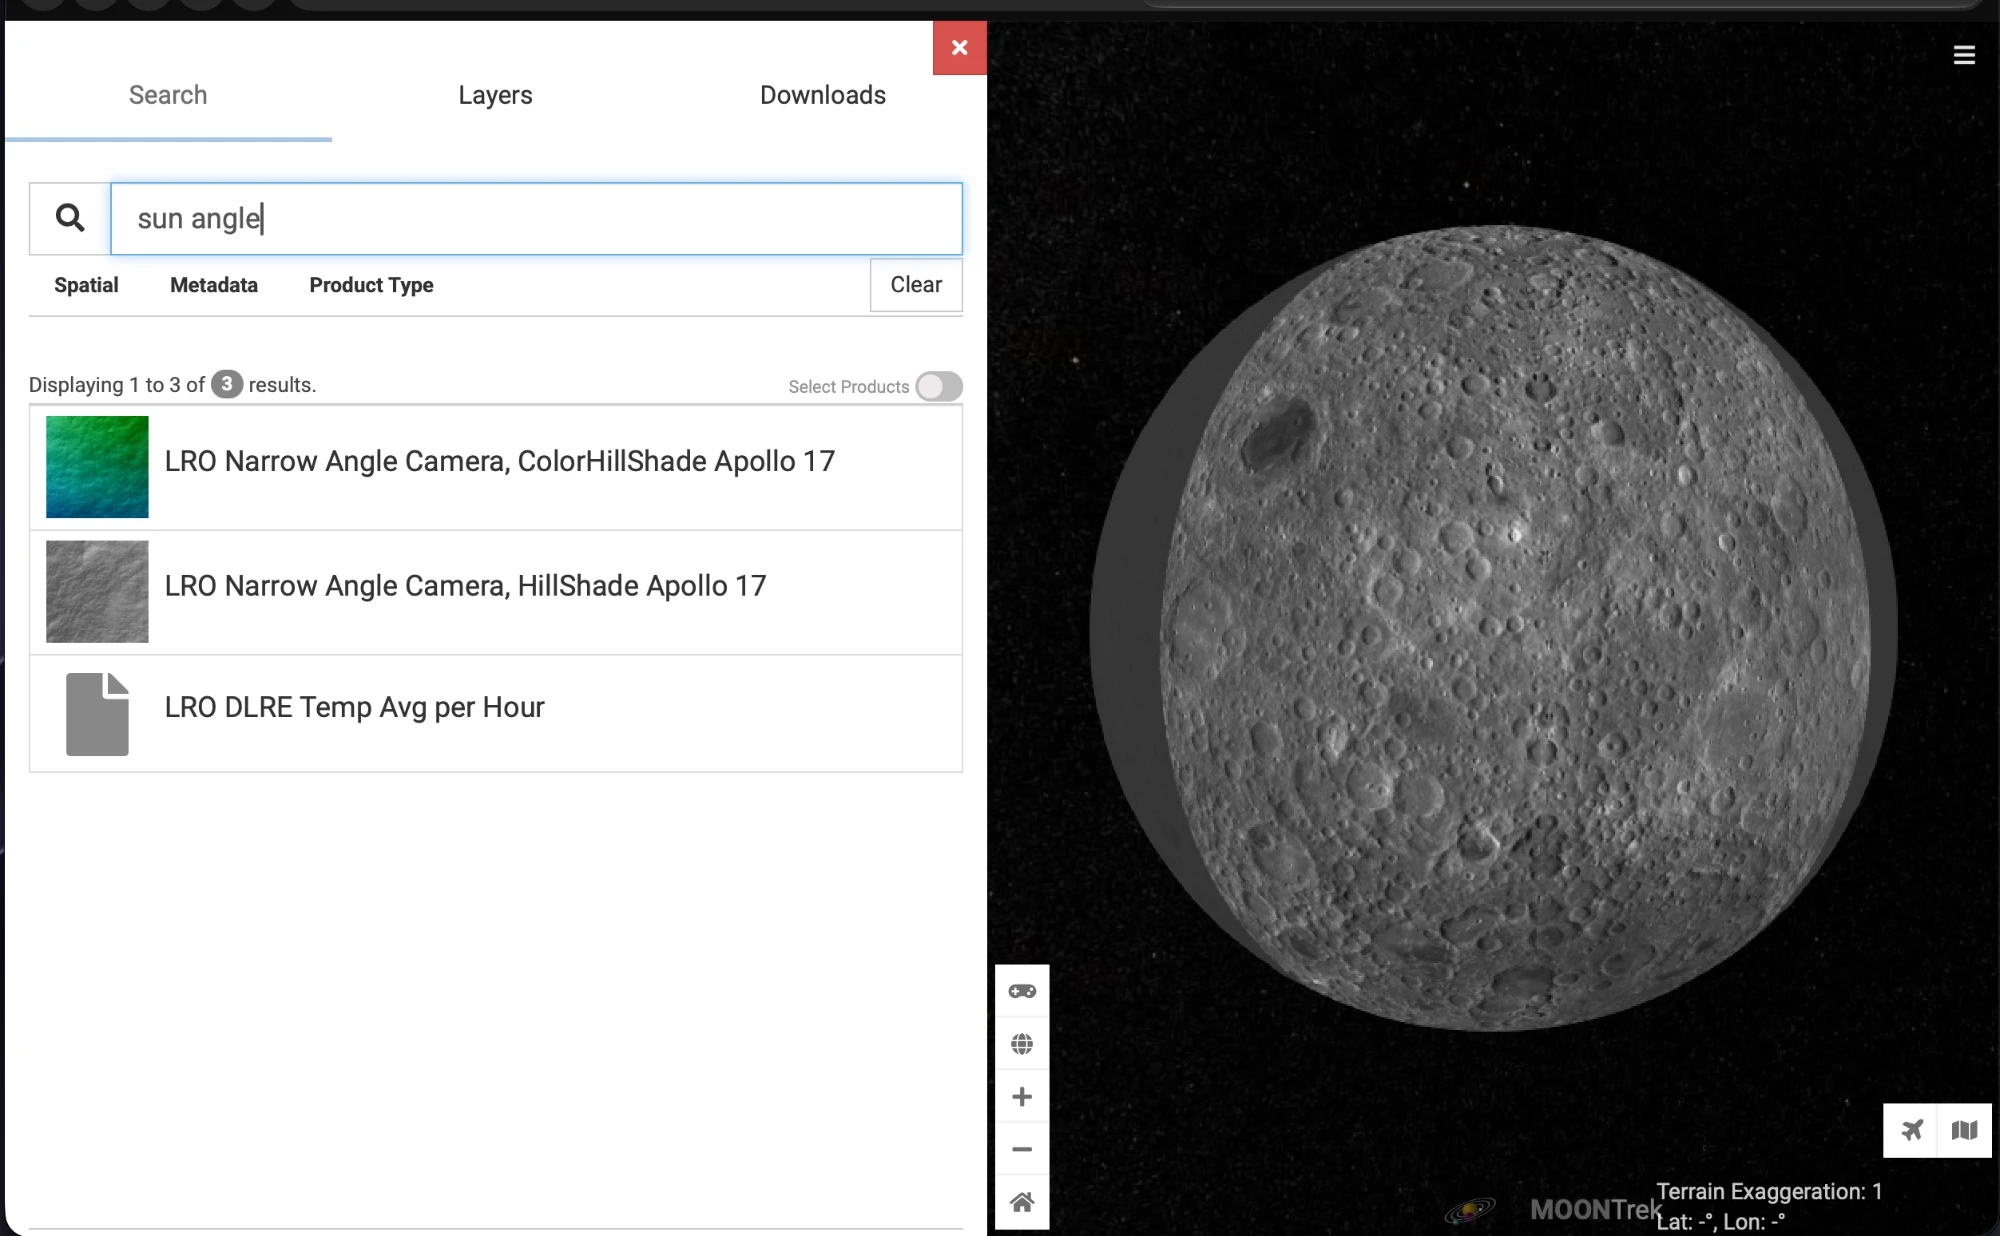 Search
Layers
Downloads
sun angle
Spatial
Metadata
Product Type
Clear
Displaying 1 to 3 of 3 results.
Select Products
LRO Narrow Angle Camera, ColorHillShade Apollo 17
LRO Narrow Angle Camera, HillShade Apollo 17
LRO DLRE Temp Avg per Hour
MOONTrek
Terrain Exaggeration: 1
Lat: -°, Lon: -°